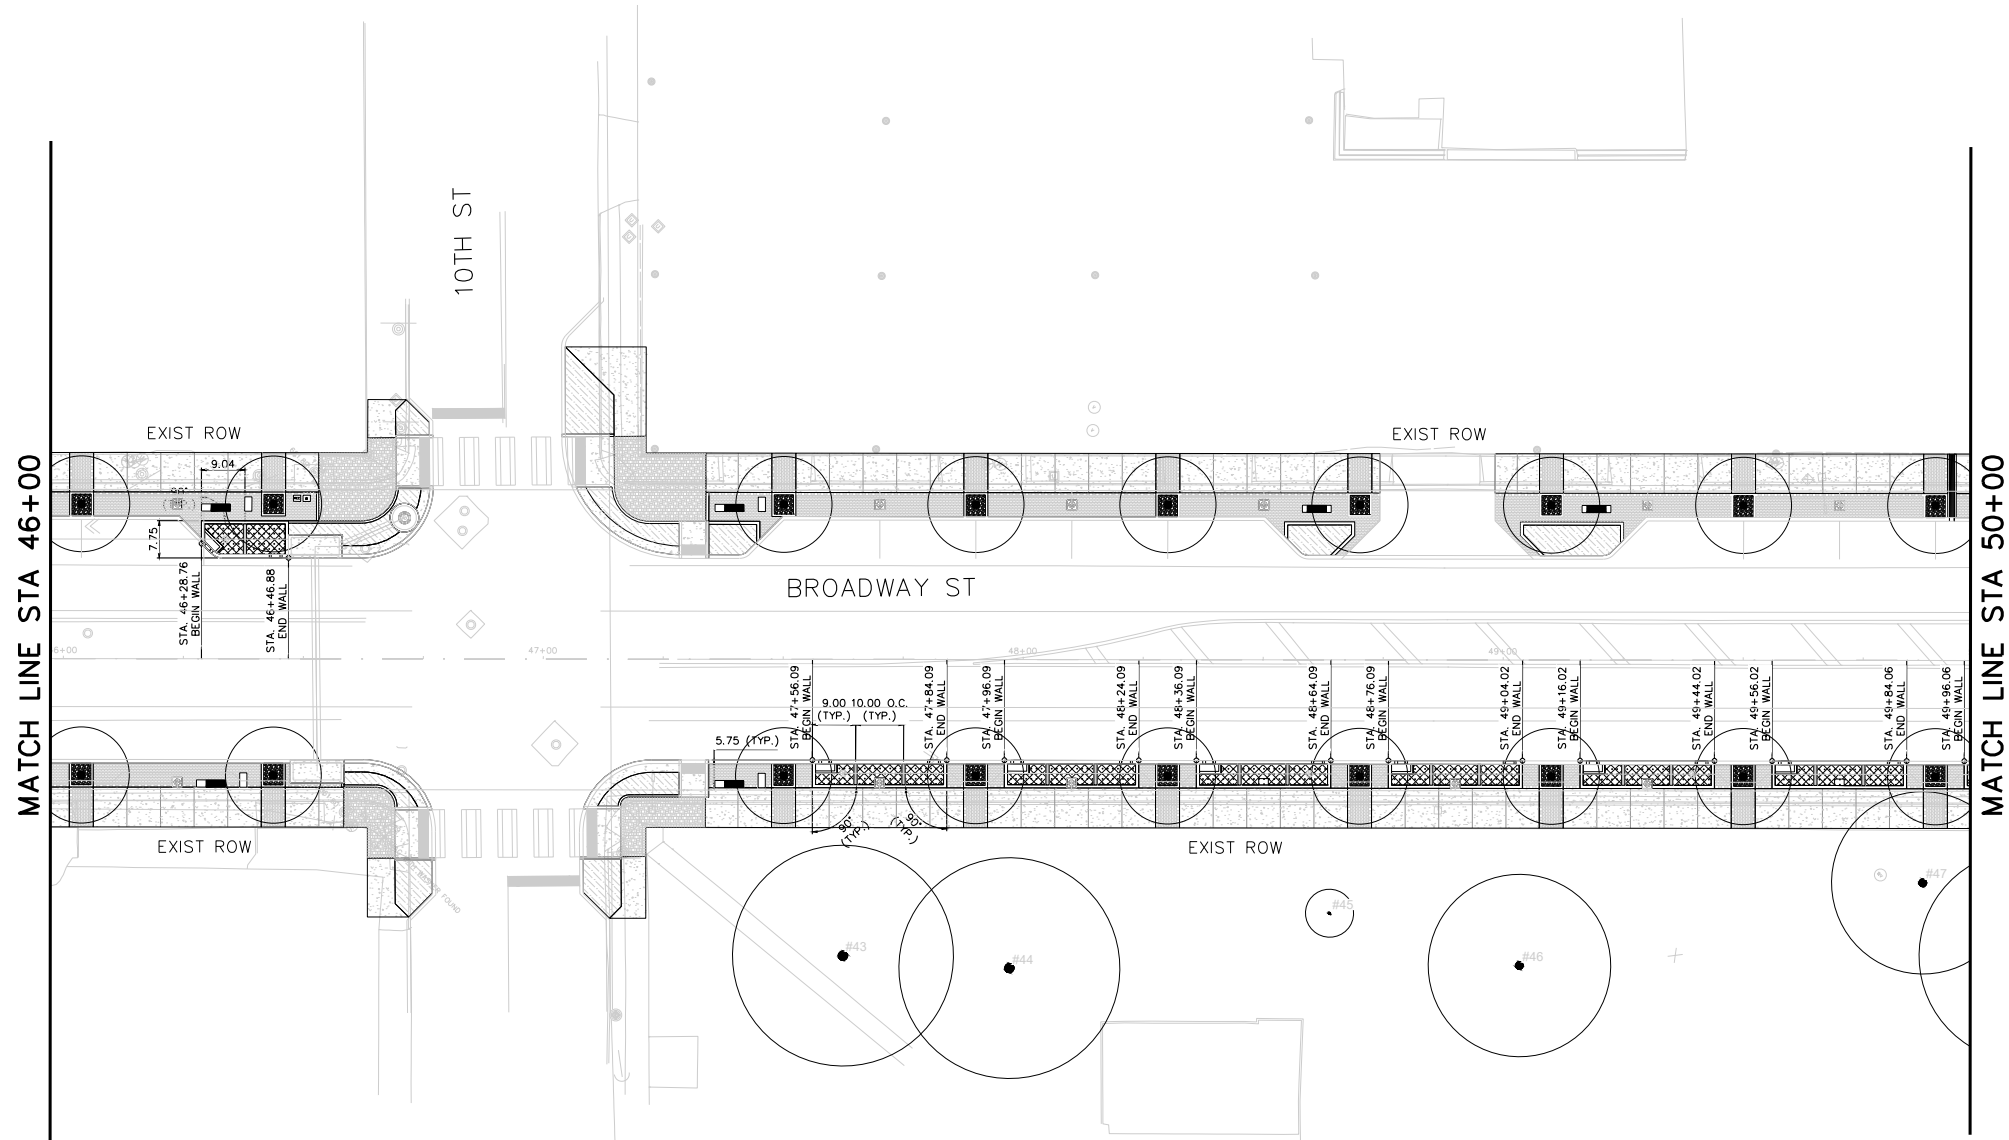 10TH ST
EXIST ROW
EXIST ROW
MATCH LINE STA 46+00
MATCH LINE STA 50+00
9.04
(TYP.)
7.75
STA. 46+28.76
BEGIN WALL
STA. 46+46.88
END WALL
BROADWAY ST
6+00
47+00
48+00
49+00
STA. 47+56.09
BEGIN WALL
9.00
(TYP.)
10.00 O.C.
(TYP.)
STA. 47+84.09
END WALL
STA. 47+96.09
BEGIN WALL
STA. 48+24.09
END WALL
STA. 48+36.09
BEGIN WALL
STA. 48+64.09
END WALL
STA. 48+76.09
BEGIN WALL
STA. 49+04.02
END WALL
STA. 49+16.02
BEGIN WALL
STA. 49+44.02
END WALL
STA. 49+56.02
BEGIN WALL
STA. 49+84.06
END WALL
STA. 49+96.06
BEGIN WALL
5.75 (TYP.)
90°
(TYP.)
90°
(TYP.)
EXIST ROW
EXIST ROW
FOUND
#43
#44
#45
#46
#47